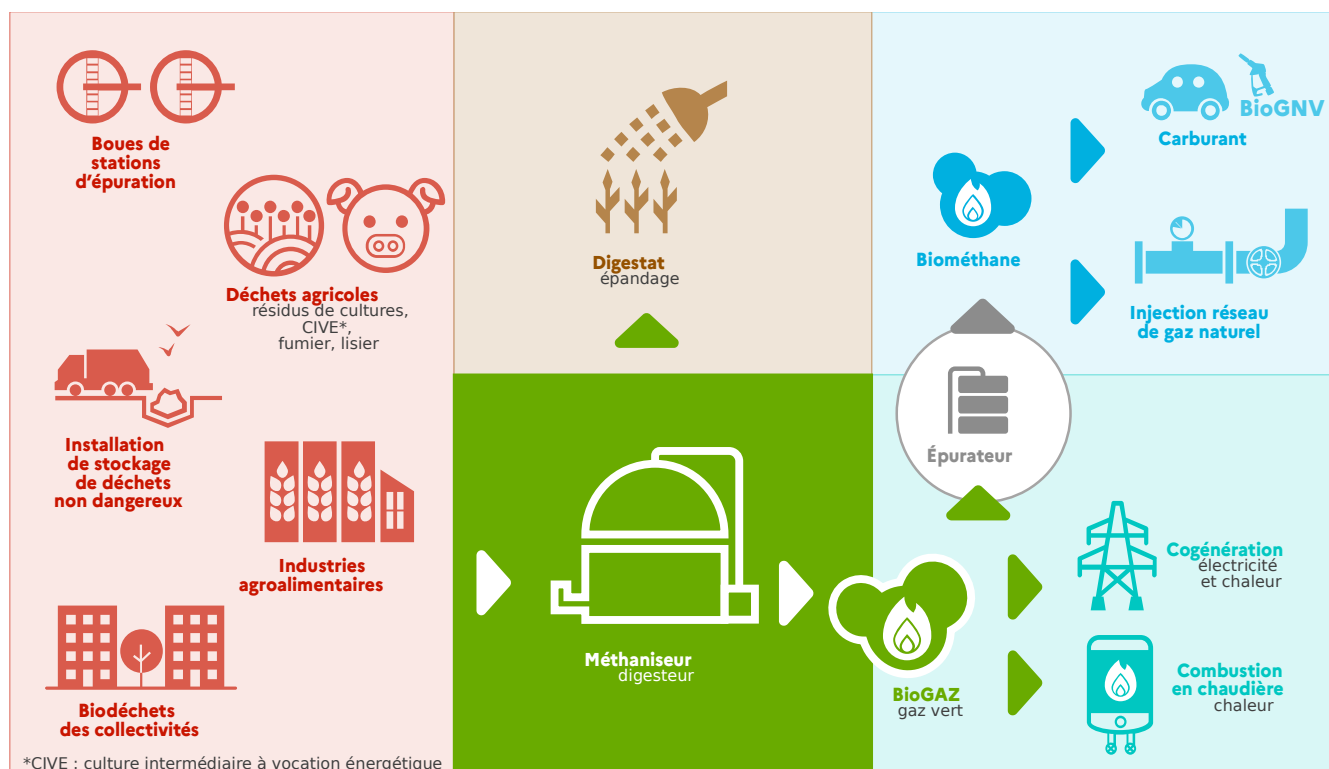 Boues de
stations
d'épuration
Déchets agricoles
résidus de cultures,
CIVE*,
fumier, lisier
Installation
de stockage
de déchets
non dangereux
Industries
agroalimentaires
Biodéchets
des collectivités
*CIVE : culture intermédiaire à vocation énergétique
Digestat
épandage
Méthaniseur
digesteur
BioGAZ
gaz vert
Épurateur
Biométhane
BioGNV
Carburant
Injection réseau
de gaz naturel
Cogénération
électricité
et chaleur
Combustion
en chaudière
chaleur